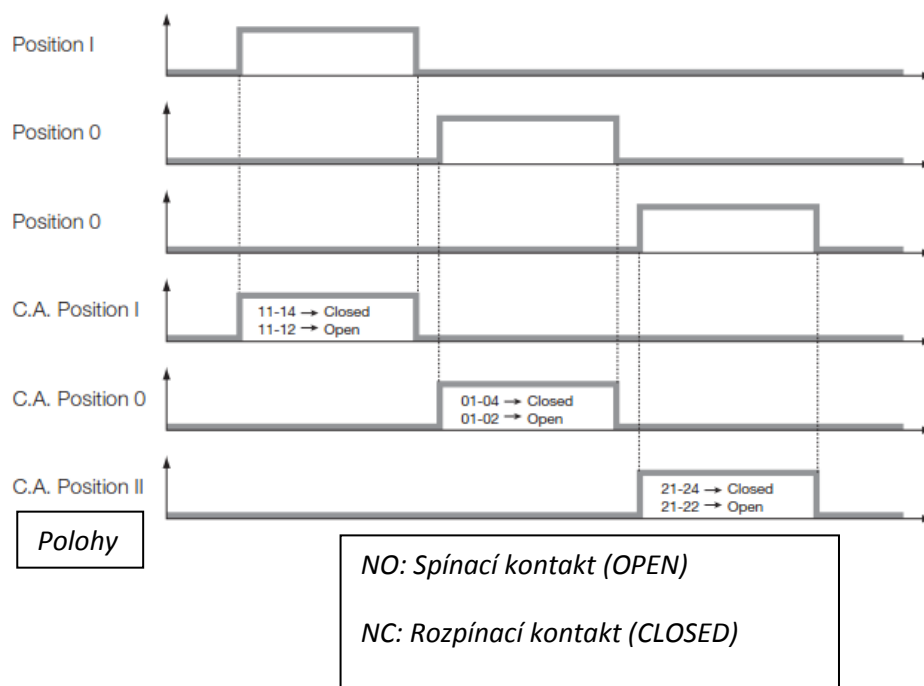 Position I
Position 0
Position 0
C.A. Position I
11-14 → Closed
11-12 → Open
C.A. Position 0
01-04 → Closed
01-02 → Open
C.A. Position II
21-24 → Closed
21-22 → Open
Polohy
NO: Spínací kontakt (OPEN)
NC: Rozpínací kontakt (CLOSED)